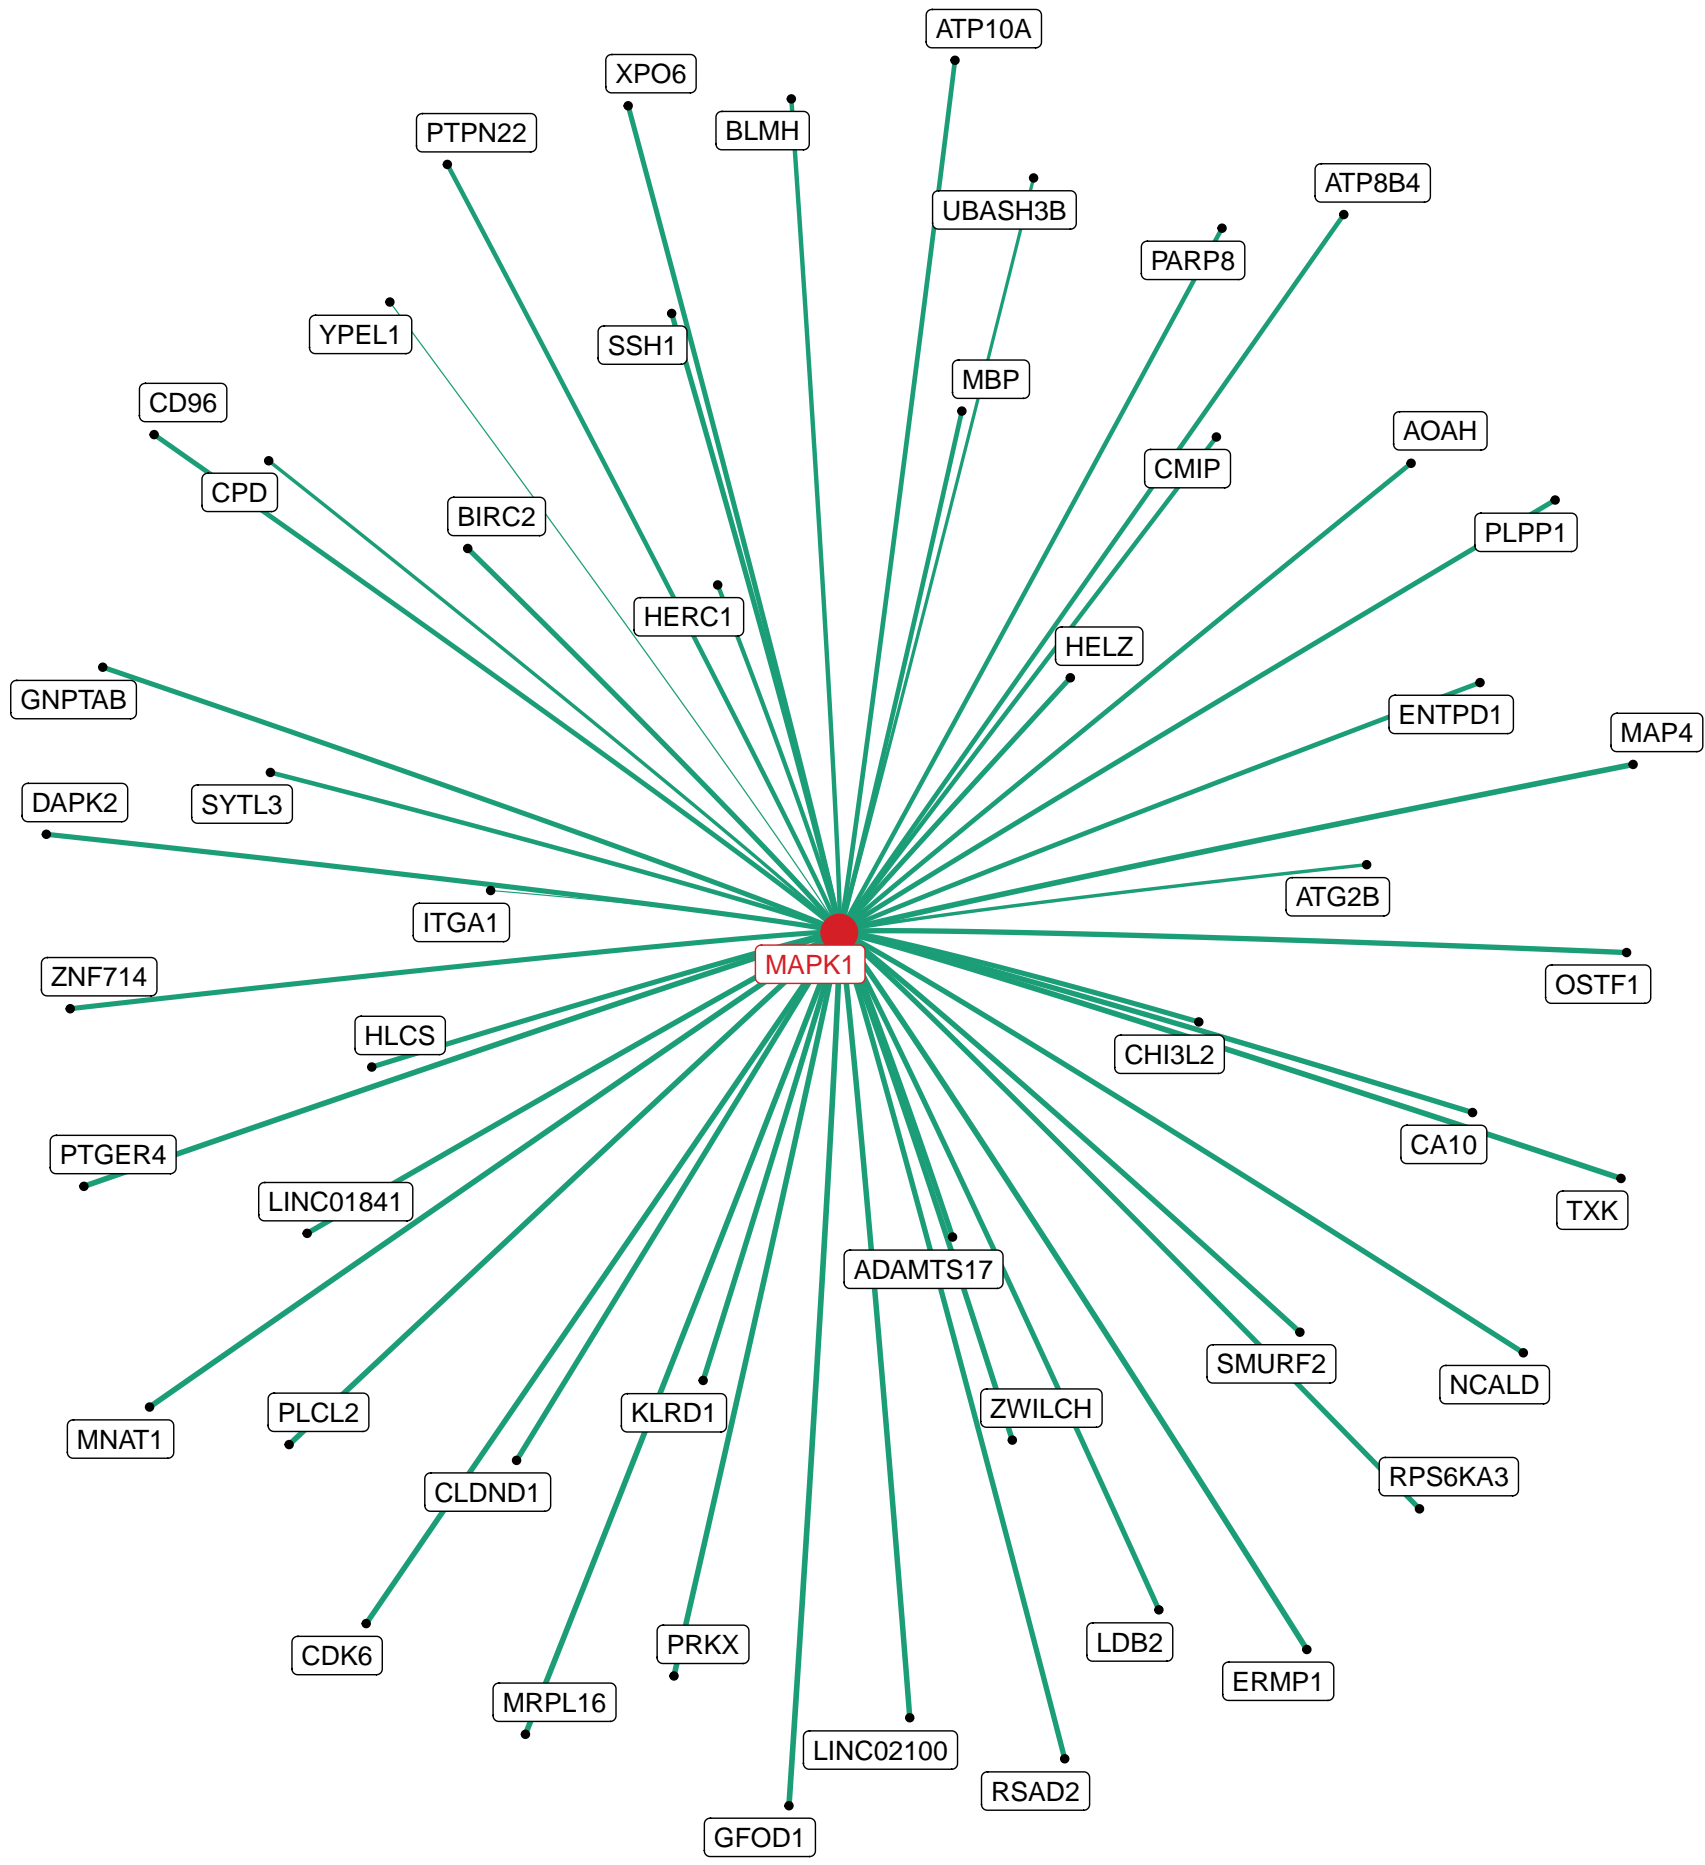 ATP10A
XPO6
BLMH
PTPN22
ATP8B4
UBASH3B
PARP8
YPEL1
SSH1
MBP
CD96
AOAH
CMIP
CPD
BIRC2
PLPP1
HERC1
HELZ
GNPTAB
ENTPD1
MAP4
DAPK2
SYTL3
ATG2B
ITGA1
MAPK1
ZNF714
OSTF1
HLCS
CHI3L2
CA10
PTGER4
LINC01841
TXK
ADAMTS17
SMURF2
NCALD
ZWILCH
PLCL2
KLRD1
MNAT1
RPS6KA3
CLDND1
LDB2
PRKX
CDK6
ERMP1
MRPL16
LINC02100
RSAD2
GFOD1